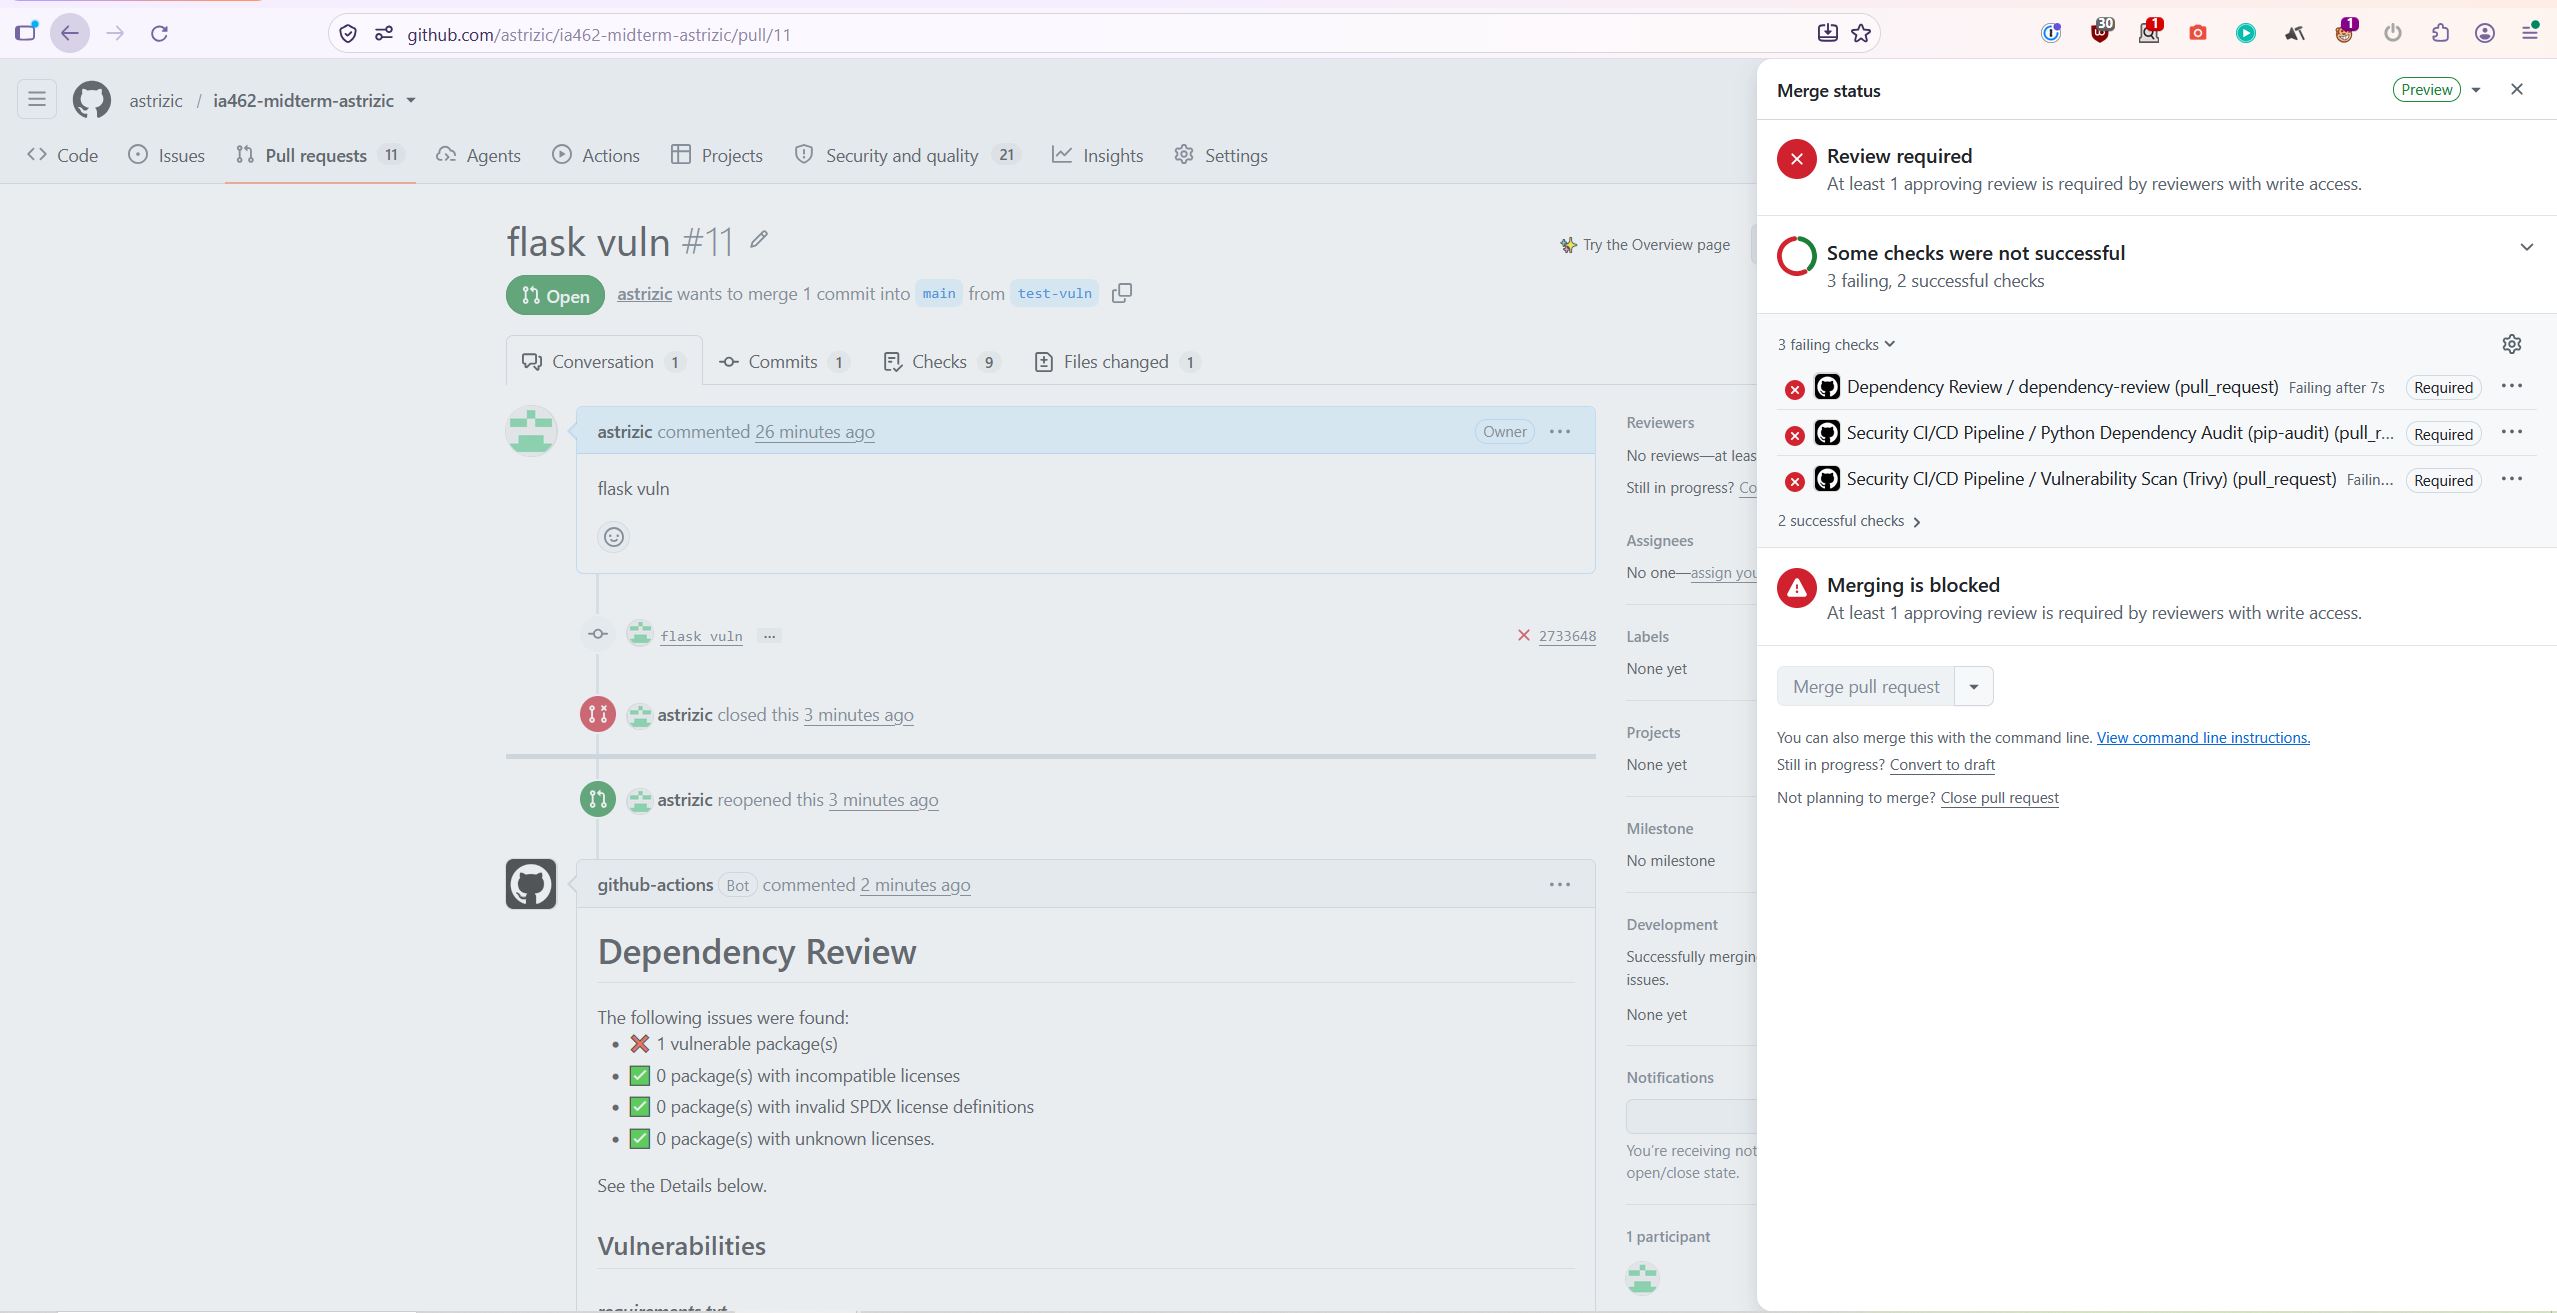 github.com/astrizic/ia462-midterm-astrizic/pull/11
30
1
1
astrizic / ia462-midterm-astrizic
Code
Issues
Pull requests 11
Agents
Actions
Projects
Security and quality 21
Insights
Settings
flask vuln #11
Try the Overview page
Open
astrizic wants to merge 1 commit into main from test-vuln
Conversation 1
Commits 1
Checks 9
Files changed 1
astrizic commented 26 minutes ago
Owner
flask vuln
flask vuln
2733648
astrizic closed this 3 minutes ago
astrizic reopened this 3 minutes ago
github-actions Bot commented 2 minutes ago
Dependency Review
The following issues were found:
❌ 1 vulnerable package(s)
✅ 0 package(s) with incompatible licenses
✅ 0 package(s) with invalid SPDX license definitions
✅ 0 package(s) with unknown licenses.
See the Details below.
Vulnerabilities
requirements.txt
Reviewers
No reviews—at leas
Still in progress? Co
Assignees
No one—assign you
Labels
None yet
Projects
None yet
Milestone
No milestone
Development
Successfully mergin
issues.
None yet
Notifications
You're receiving not
open/close state.
1 participant
Merge status
Preview
Review required
At least 1 approving review is required by reviewers with write access.
Some checks were not successful
3 failing, 2 successful checks
3 failing checks
Dependency Review / dependency-review (pull_request) Failing after 7s Required
Security CI/CD Pipeline / Python Dependency Audit (pip-audit) (pull_r... Required
Security CI/CD Pipeline / Vulnerability Scan (Trivy) (pull_request) Failin... Required
2 successful checks
Merging is blocked
At least 1 approving review is required by reviewers with write access.
Merge pull request
You can also merge this with the command line. View command line instructions.
Still in progress? Convert to draft
Not planning to merge? Close pull request